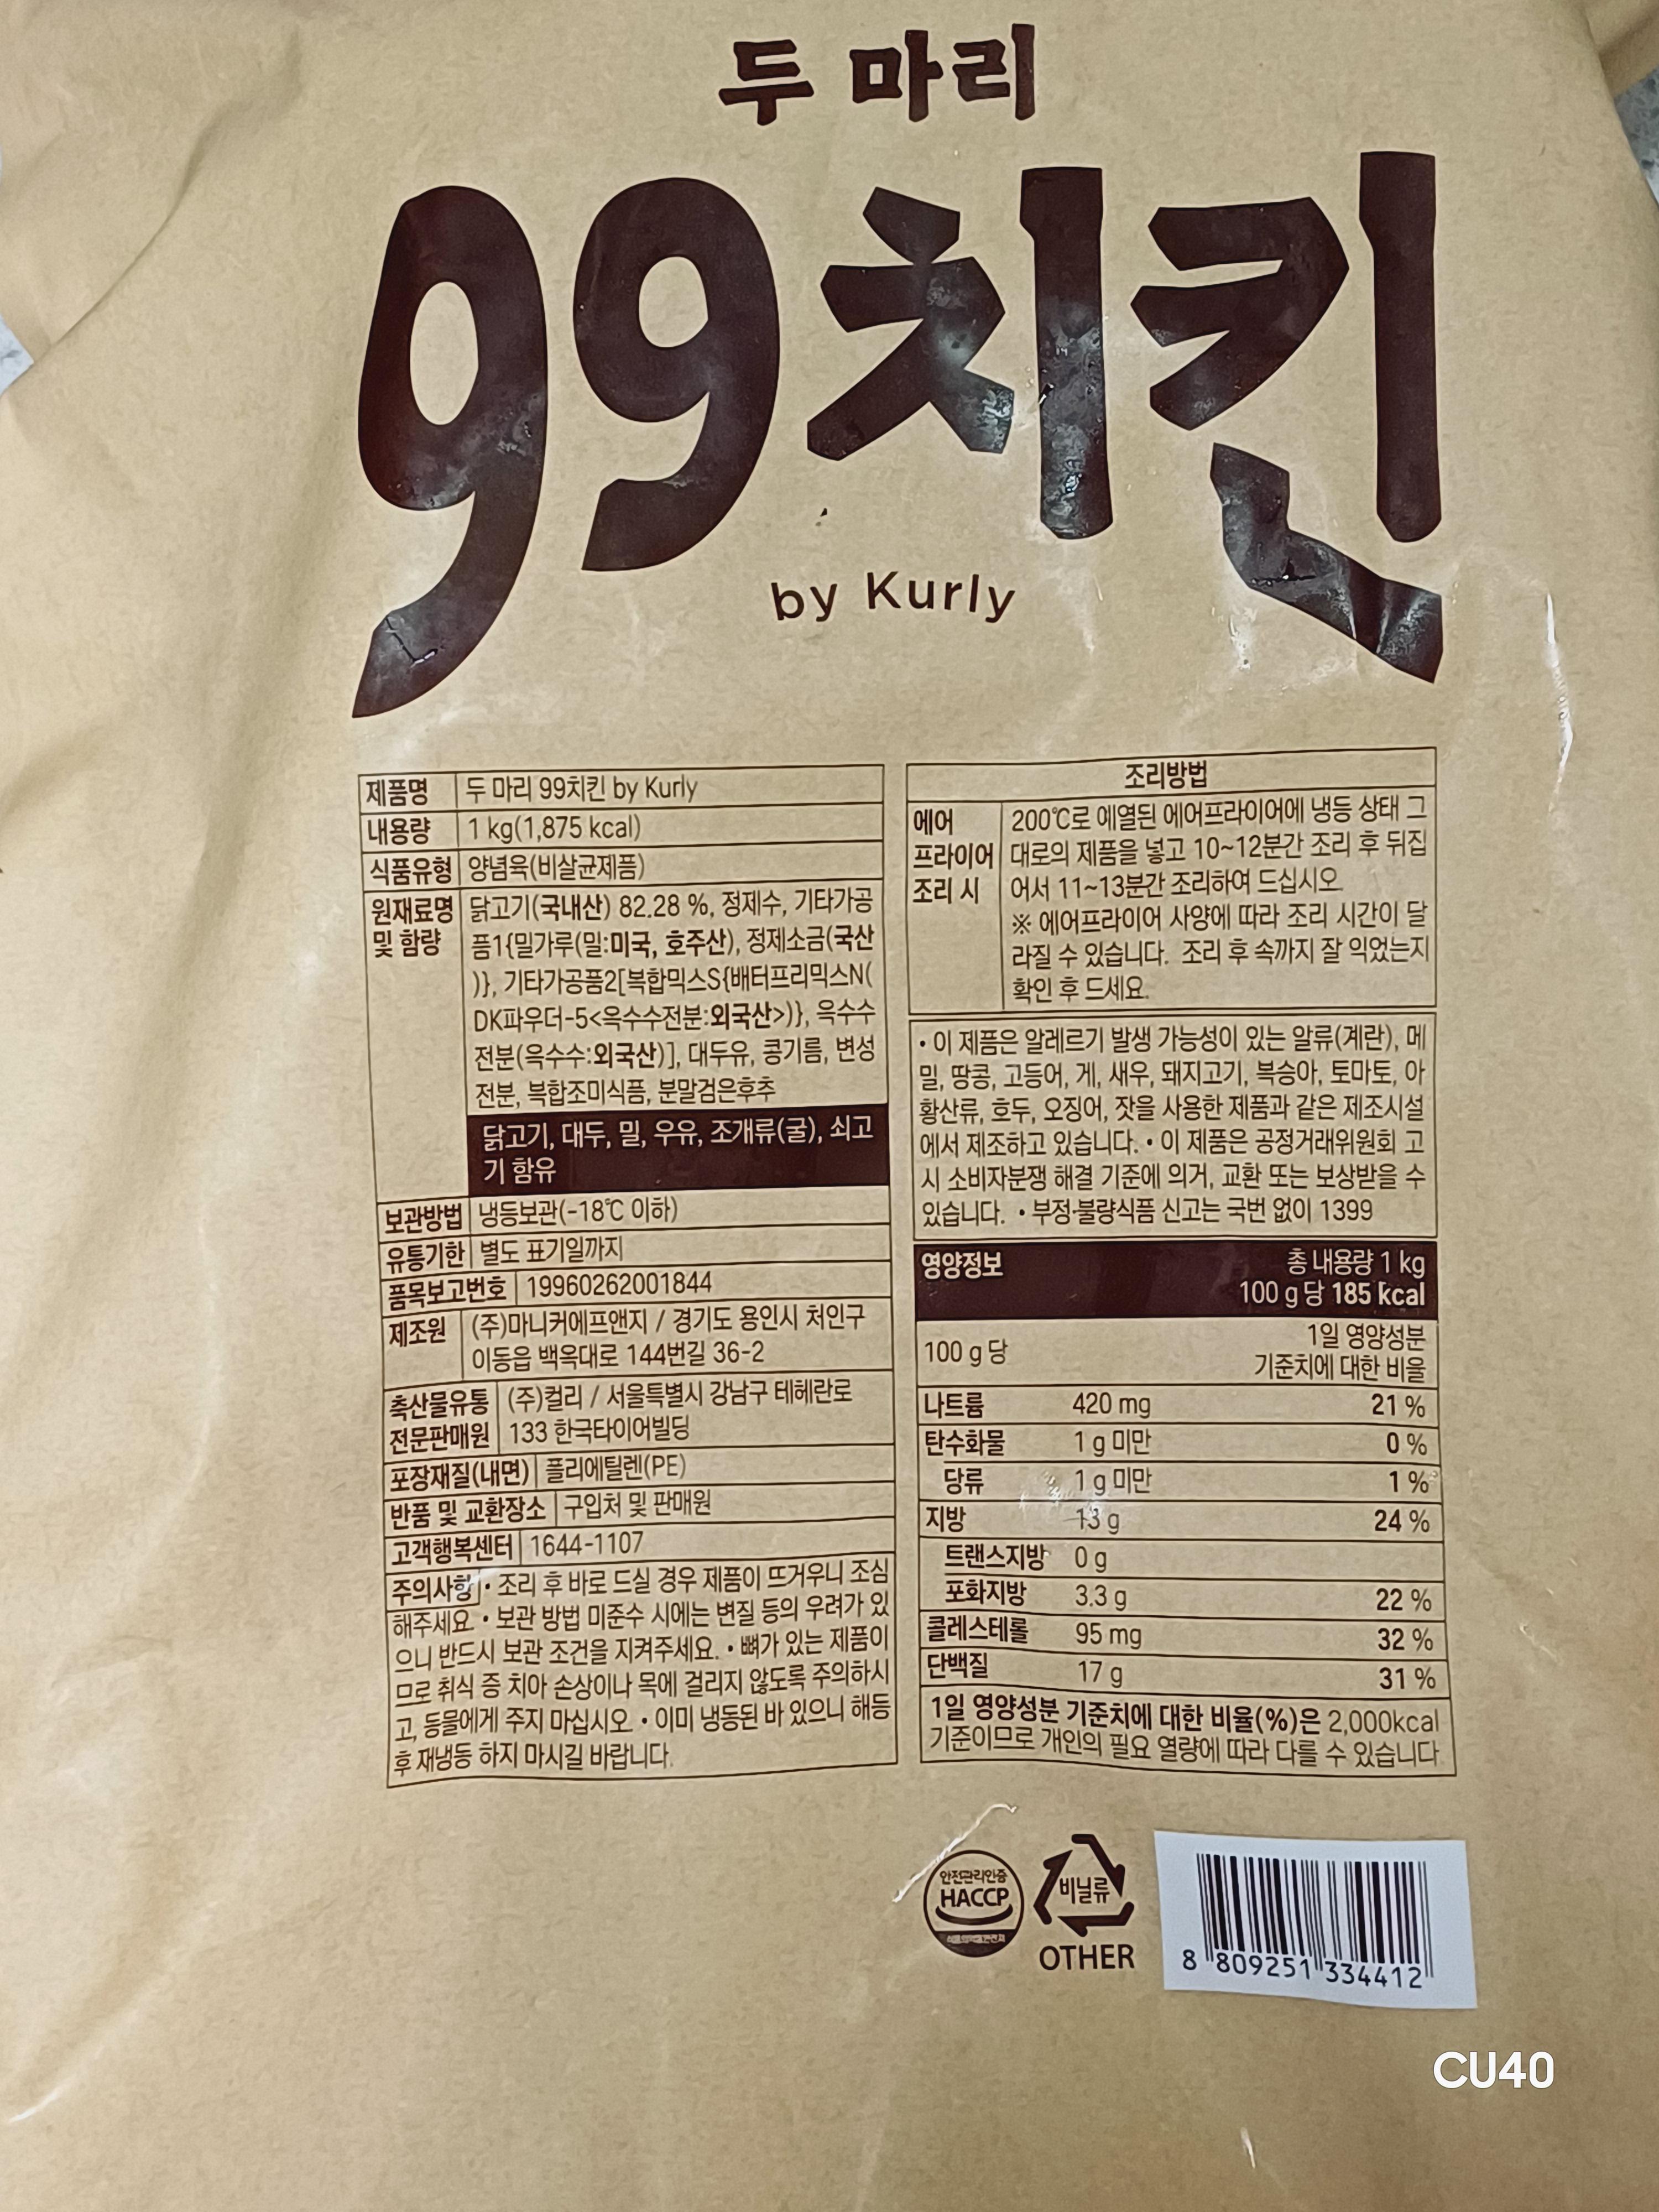 두 마리
99치킨
by Kurly
제품명 두 마리 99치킨 by Kurly
내용량 1 kg(1,875 kcal)
식품유형 양념육(비살균제품)
원재료명 닭고기(국내산) 82.28 %, 정제수, 기타가공
및 함량 품1{밀가루(밀:미국, 호주산), 정제소금(국산
)}, 기타가공품2[복합믹스S{배터프리믹스N(
DK파우더-5<옥수수전분:외국산>)}, 옥수수
전분(옥수수:외국산)], 대두유, 콩기름, 변성
전분, 복합조미식품, 분말검은후추
닭고기, 대두, 밀, 우유, 조개류(굴), 쇠고
기 함유
보관방법 냉동보관(-18℃ 이하)
유통기한 별도 표기일까지
품목보고번호 19960262001844
제조원 (주)마니커에프앤지 / 경기도 용인시 처인구
이동읍 백옥대로 144번길 36-2
축산물유통 (주)컬리 / 서울특별시 강남구 테헤란로
전문판매원 133 한국타이어빌딩
포장재질(내면) 폴리에틸렌(PE)
반품 및 교환장소 구입처 및 판매원
고객행복센터 1644-1107
주의사항 • 조리 후 바로 드실 경우 제품이 뜨거우니 조심
해주세요. • 보관 방법 미준수 시에는 변질 등의 우려가 있
으니 반드시 보관 조건을 지켜주세요. • 뼈가 있는 제품이
므로 취식 중 치아 손상이나 목에 걸리지 않도록 주의하시
고, 동물에게 주지 마십시오. • 이미 냉동된 바 있으니 해동
후 재냉동 하지 마시길 바랍니다.
조리방법
에어 200℃로 예열된 에어프라이어에 냉동 상태 그
프라이어 대로의 제품을 넣고 10~12분간 조리 후 뒤집
조리 시 어서 11~13분간 조리하여 드십시오.
※ 에어프라이어 사양에 따라 조리 시간이 달
라질 수 있습니다. 조리 후 속까지 잘 익었는지
확인 후 드세요.
• 이 제품은 알레르기 발생 가능성이 있는 알류(계란), 메
밀, 땅콩, 고등어, 게, 새우, 돼지고기, 복숭아, 토마토, 아
황산류, 호두, 오징어, 잣을 사용한 제품과 같은 제조시설
에서 제조하고 있습니다. • 이 제품은 공정거래위원회 고
시 소비자분쟁 해결 기준에 의거, 교환 또는 보상받을 수
있습니다. • 부정·불량식품 신고는 국번 없이 1399
영양정보 총 내용량 1 kg
100 g 당 185 kcal
100 g 당 1일 영양성분
기준치에 대한 비율
나트륨 420 mg 21 %
탄수화물 1 g 미만 0 %
당류 1 g 미만 1 %
지방 13 g 24 %
트랜스지방 0 g
포화지방 3.3 g 22 %
콜레스테롤 95 mg 32 %
단백질 17 g 31 %
1일 영양성분 기준치에 대한 비율(%)은 2,000kcal
기준이므로 개인의 필요 열량에 따라 다를 수 있습니다.
안전관리인증
HACCP
식품의약품안전처
비닐류
OTHER
8 809251 334412
CU40